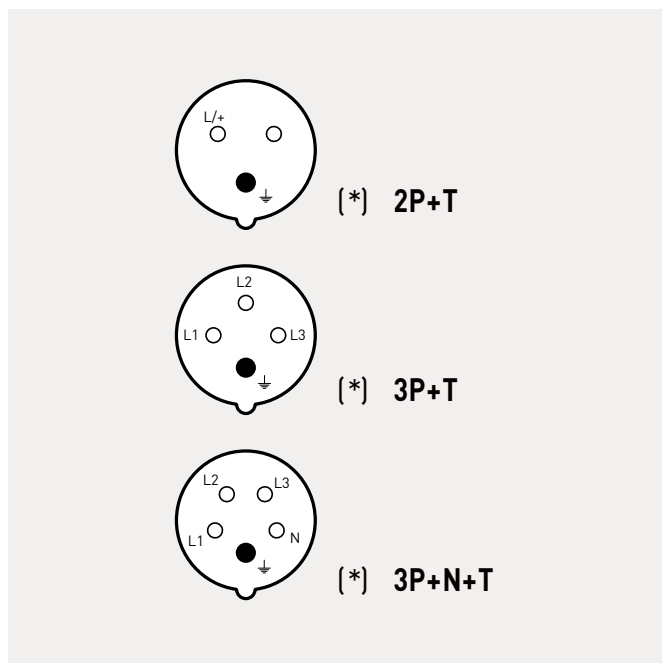 L/+
(*) 2P+T
L2
L1 L3
(*) 3P+T
L2 L3
L1 N
(*) 3P+N+T